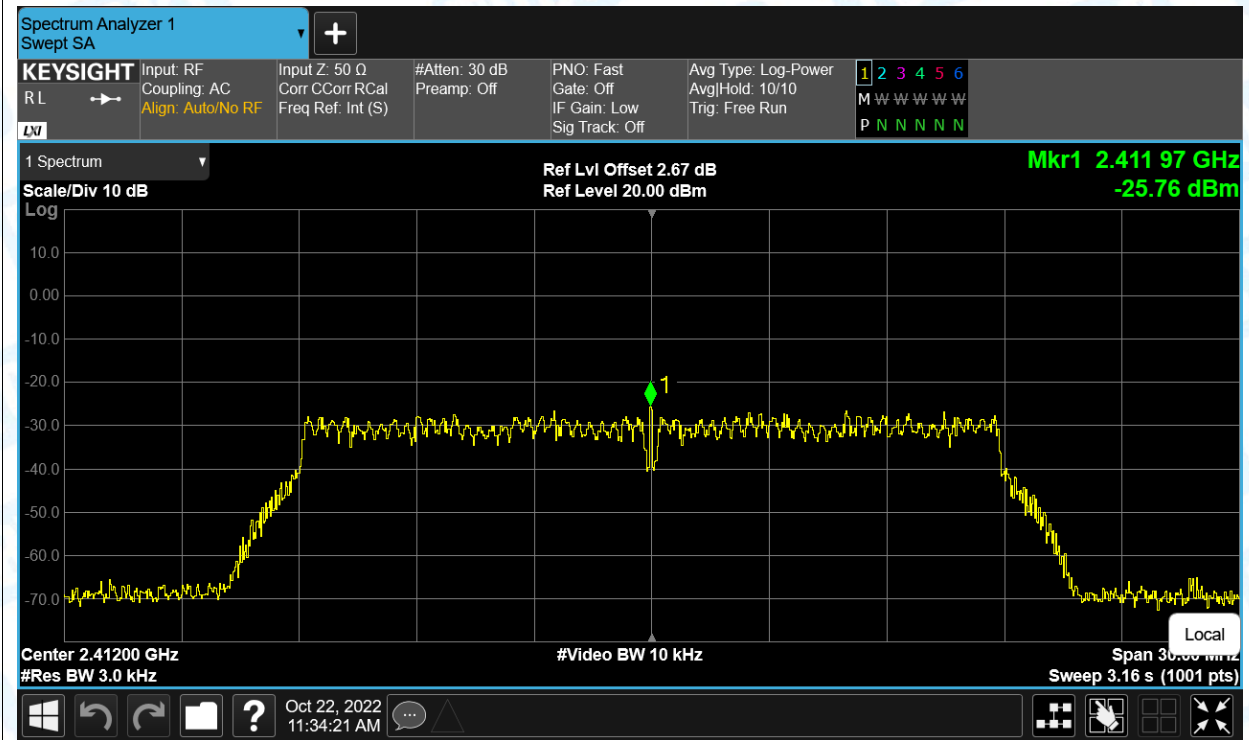 Spectrum Analyzer 1
Swept SA
KEYSIGHT
R L
LXI
Input: RF
Coupling: AC
Align: Auto/No RF
Input Z: 50 Ω
Corr CCorr RCal
Freq Ref: Int (S)
#Atten: 30 dB
Preamp: Off
PNO: Fast
Gate: Off
IF Gain: Low
Sig Track: Off
Avg Type: Log-Power
Avg|Hold: 10/10
Trig: Free Run
1 2 3 4 5 6
M W W W W W
P N N N N N
1 Spectrum
Scale/Div 10 dB
Log
Ref Lvl Offset 2.67 dB
Ref Level 20.00 dBm
Mkr1 2.411 97 GHz
-25.76 dBm
10.0
0.00
-10.0
-20.0
-30.0
-40.0
-50.0
-60.0
-70.0
1
Center 2.41200 GHz
#Res BW 3.0 kHz
#Video BW 10 kHz
Local
Span 30.00 MHz
Sweep 3.16 s (1001 pts)
?
Oct 22, 2022
11:34:21 AM